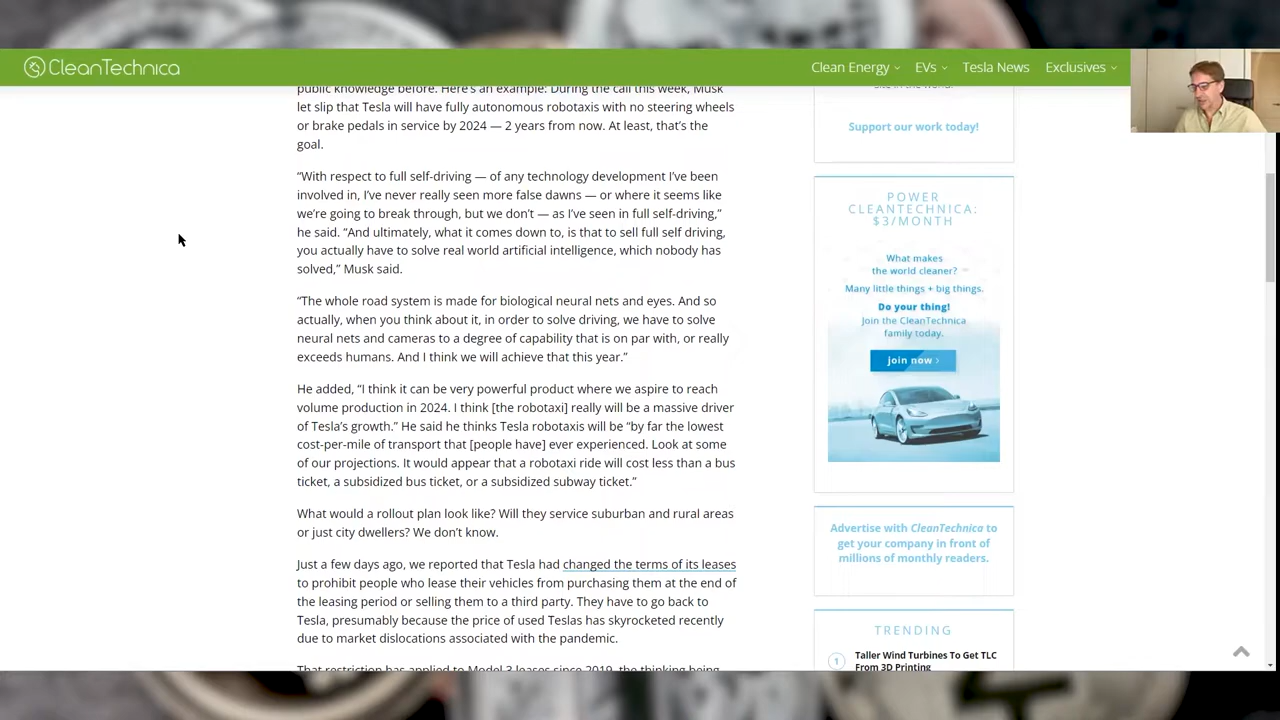 CleanTechnica
Clean Energy
EVs
Tesla News
Exclusives
public knowledge before. Here's an example: During the call this week, Musk
let slip that Tesla will have fully autonomous robotaxis with no steering wheels
or brake pedals in service by 2024 — 2 years from now. At least, that's the
goal.
“With respect to full self-driving — of any technology development I've been
involved in, I've never really seen more false dawns — or where it seems like
we're going to break through, but we don't — as I've seen in full self-driving,”
he said. “And ultimately, what it comes down to, is that to sell full self driving,
you actually have to solve real world artificial intelligence, which nobody has
solved,” Musk said.
“The whole road system is made for biological neural nets and eyes. And so
actually, when you think about it, in order to solve driving, we have to solve
neural nets and cameras to a degree of capability that is on par with, or really
exceeds humans. And I think we will achieve that this year.”
He added, “I think it can be very powerful product where we aspire to reach
volume production in 2024. I think [the robotaxi] really will be a massive driver
of Tesla's growth.” He said he thinks Tesla robotaxis will be “by far the lowest
cost-per-mile of transport that [people have] ever experienced. Look at some
of our projections. It would appear that a robotaxi ride will cost less than a bus
ticket, a subsidized bus ticket, or a subsidized subway ticket.”
What would a rollout plan look like? Will they service suburban and rural areas
or just city dwellers? We don't know.
Just a few days ago, we reported that Tesla had changed the terms of its leases
to prohibit people who lease their vehicles from purchasing them at the end of
the leasing period or selling them to a third party. They have to go back to
Tesla, presumably because the price of used Teslas has skyrocketed recently
due to market dislocations associated with the pandemic.
That restriction has applied to Model 3 leases since 2019, the thinking being
Support our work today!
POWER
CLEANTECHNICA:
$3/MONTH
What makes
the world cleaner?
Many little things + big things.
Do your thing!
Join the CleanTechnica
family today.
join now >
Advertise with CleanTechnica to
get your company in front of
millions of monthly readers.
TRENDING
1
Taller Wind Turbines To Get TLC
From 3D Printing